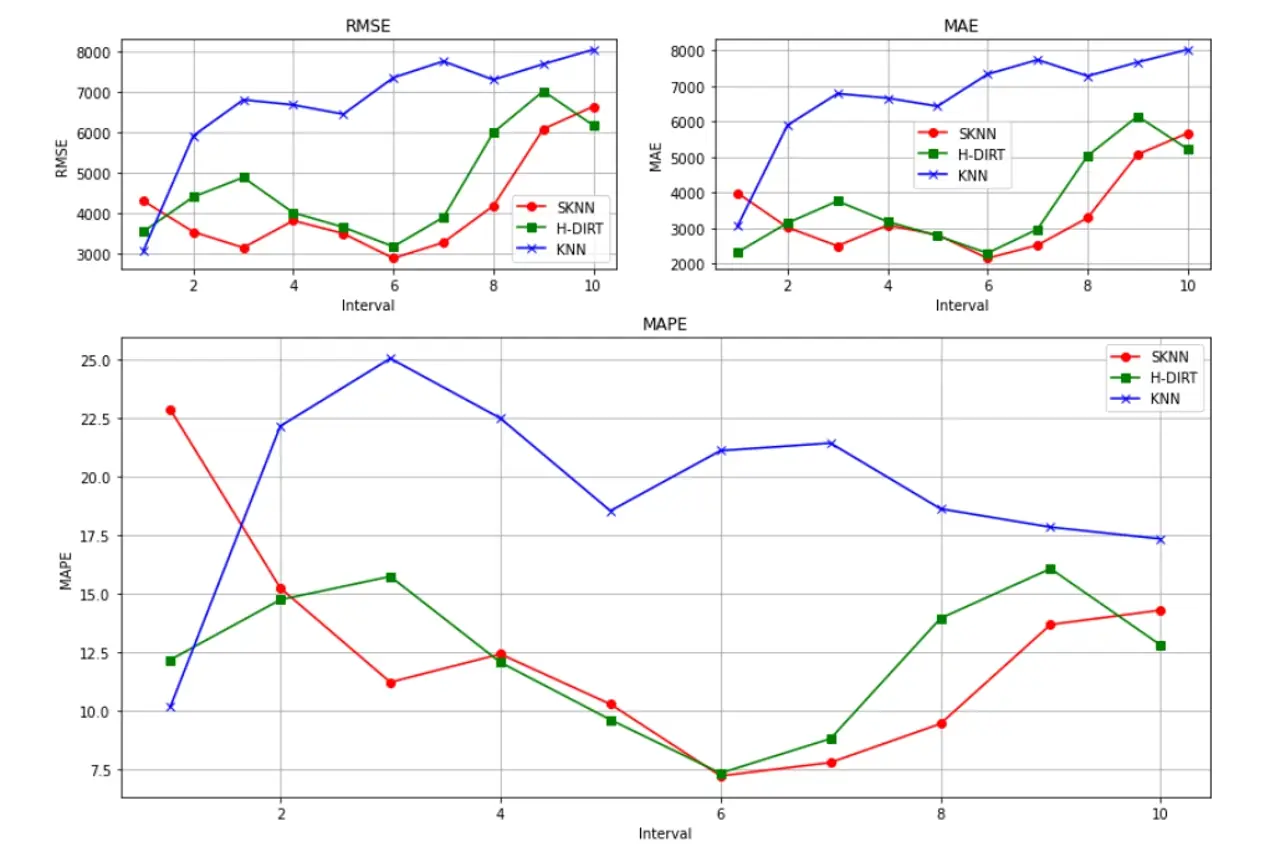 RMSE
8000
7000
6000
5000
4000
3000
RMSE
2 4 6 8 10
Interval
SKNN
H-DIRT
KNN
MAE
8000
7000
6000
5000
4000
3000
2000
MAE
2 4 6 8 10
Interval
SKNN
H-DIRT
KNN
MAPE
25.0
22.5
20.0
17.5
15.0
12.5
10.0
7.5
MAPE
2 4 6 8 10
Interval
SKNN
H-DIRT
KNN